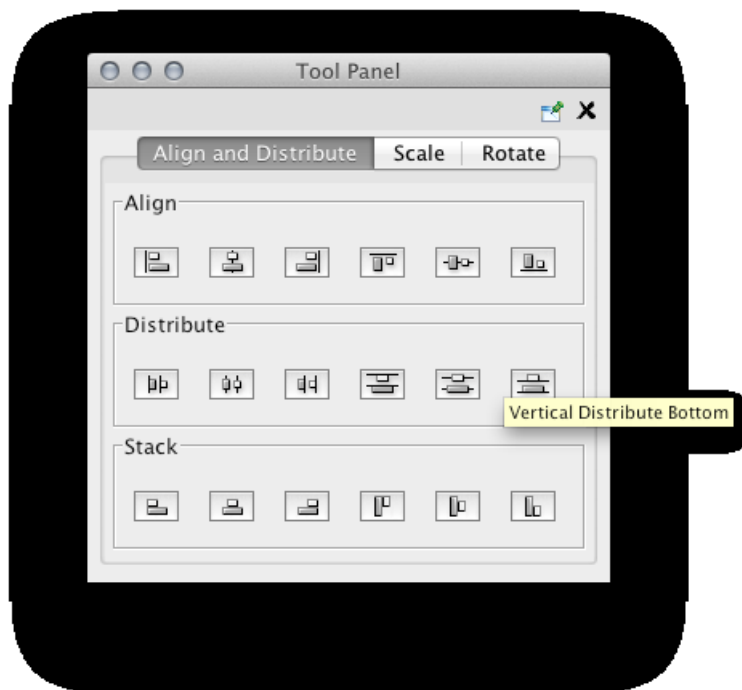 Tool Panel
Align and Distribute Scale Rotate
Align
Distribute
Vertical Distribute Bottom
Stack